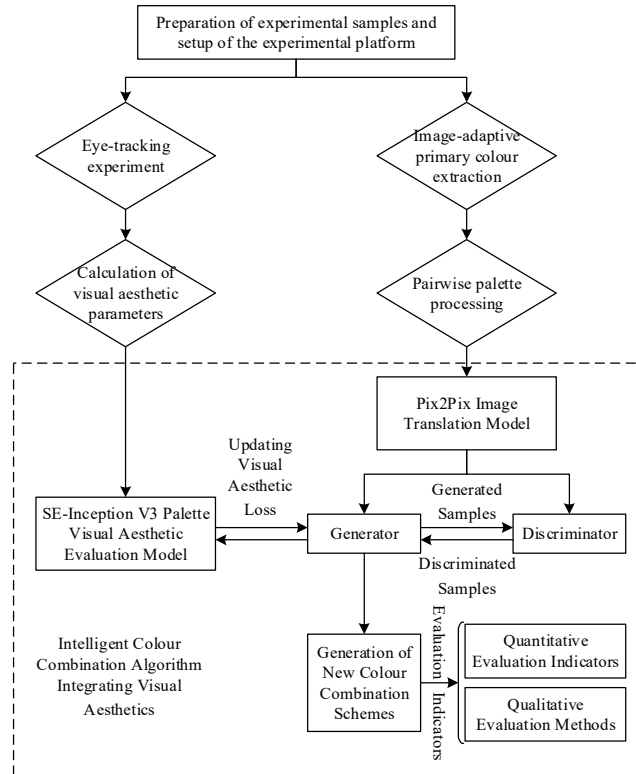 Preparation of experimental samples and
setup of the experimental platform
Eye-tracking
experiment
Image-adaptive
primary colour
extraction
Calculation of
visual aesthetic
parameters
Pairwise palette
processing
Pix2Pix Image
Translation Model
Updating
Visual
Aesthetic
Loss
Generated
Samples
SE-Inception V3 Palette
Visual Aesthetic
Evaluation Model
Generator
Discriminator
Discriminated
Samples
Intelligent Colour
Combination Algorithm
Integrating Visual
Aesthetics
Generation of
New Colour
Combination
Schemes
Evaluation Indicators
Quantitative
Evaluation Indicators
Qualitative
Evaluation Methods